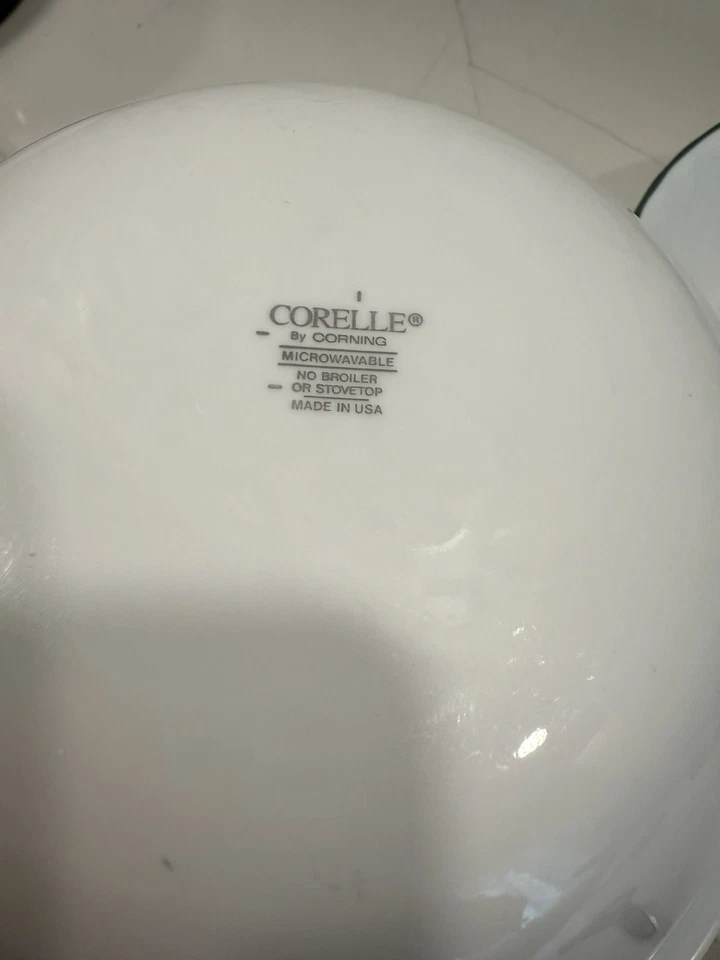 CORELLE®
By CORNING
MICROWAVABLE
NO BROILER
OR STOVETOP
MADE IN USA